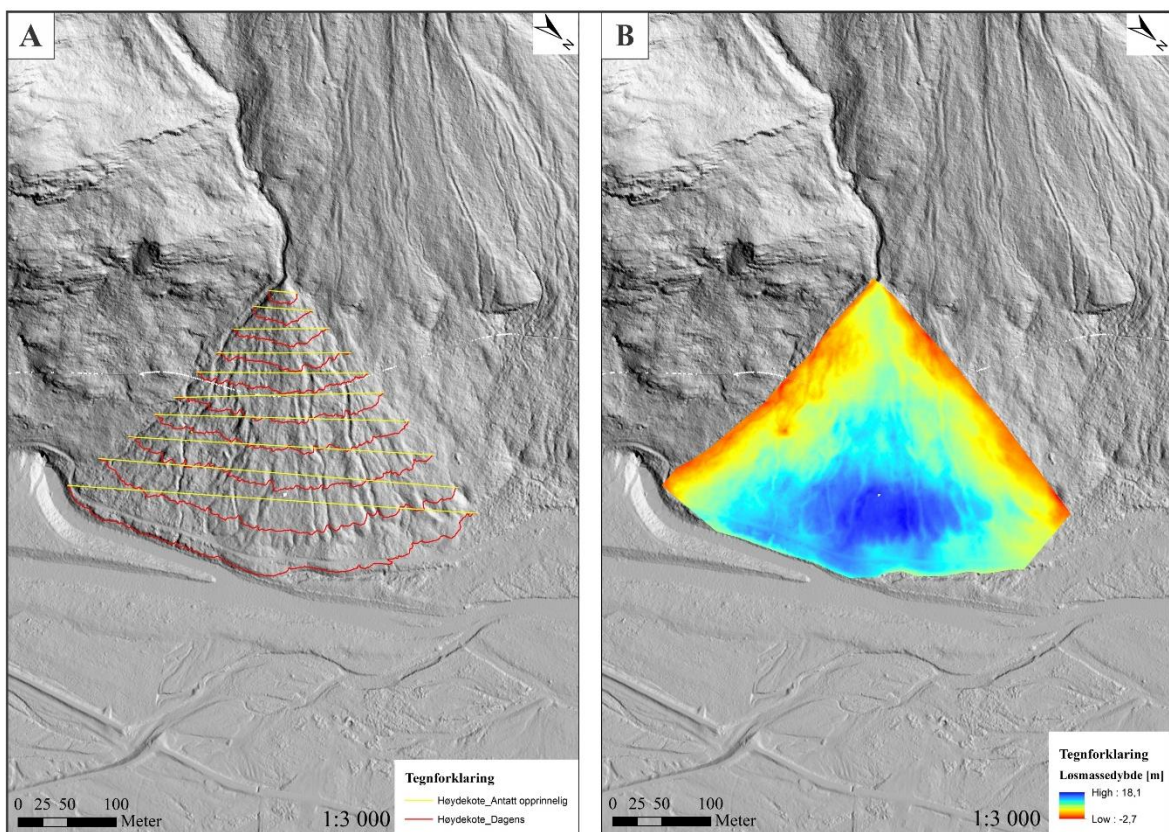 A
N
Tegnforklaring
Høydekote_Antatt opprinnelig
Høydekote_Dagens
0 25 50 100
Meter
1:3 000
B
N
Tegnforklaring
Løsmassedybde [m]
High : 18,1
Low : -2,7
0 25 50 100
Meter
1:3 000